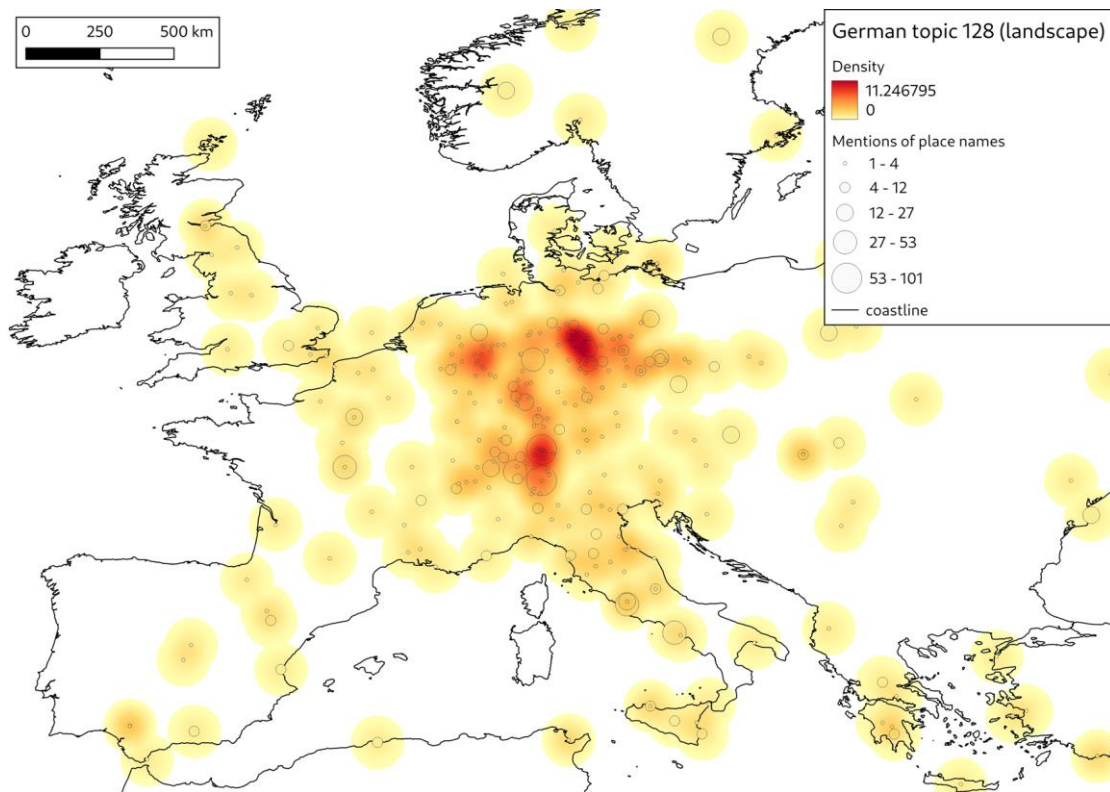 0 250 500 km
German topic 128 (landscape)
Density
11.246795
0
Mentions of place names
1 - 4
4 - 12
12 - 27
27 - 53
53 - 101
coastline